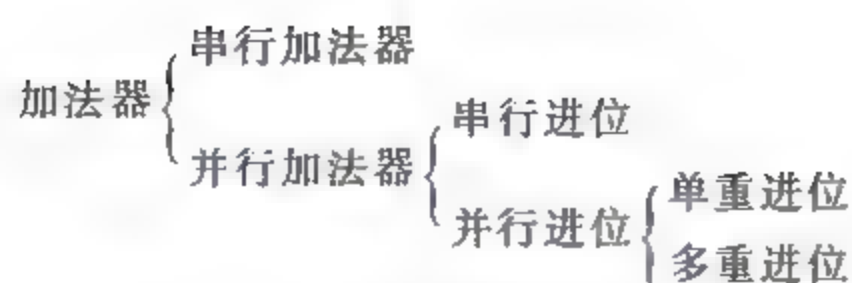 串行加法器
加法器
串行进位
并行加法器
单重进位
并行进位
多重进位